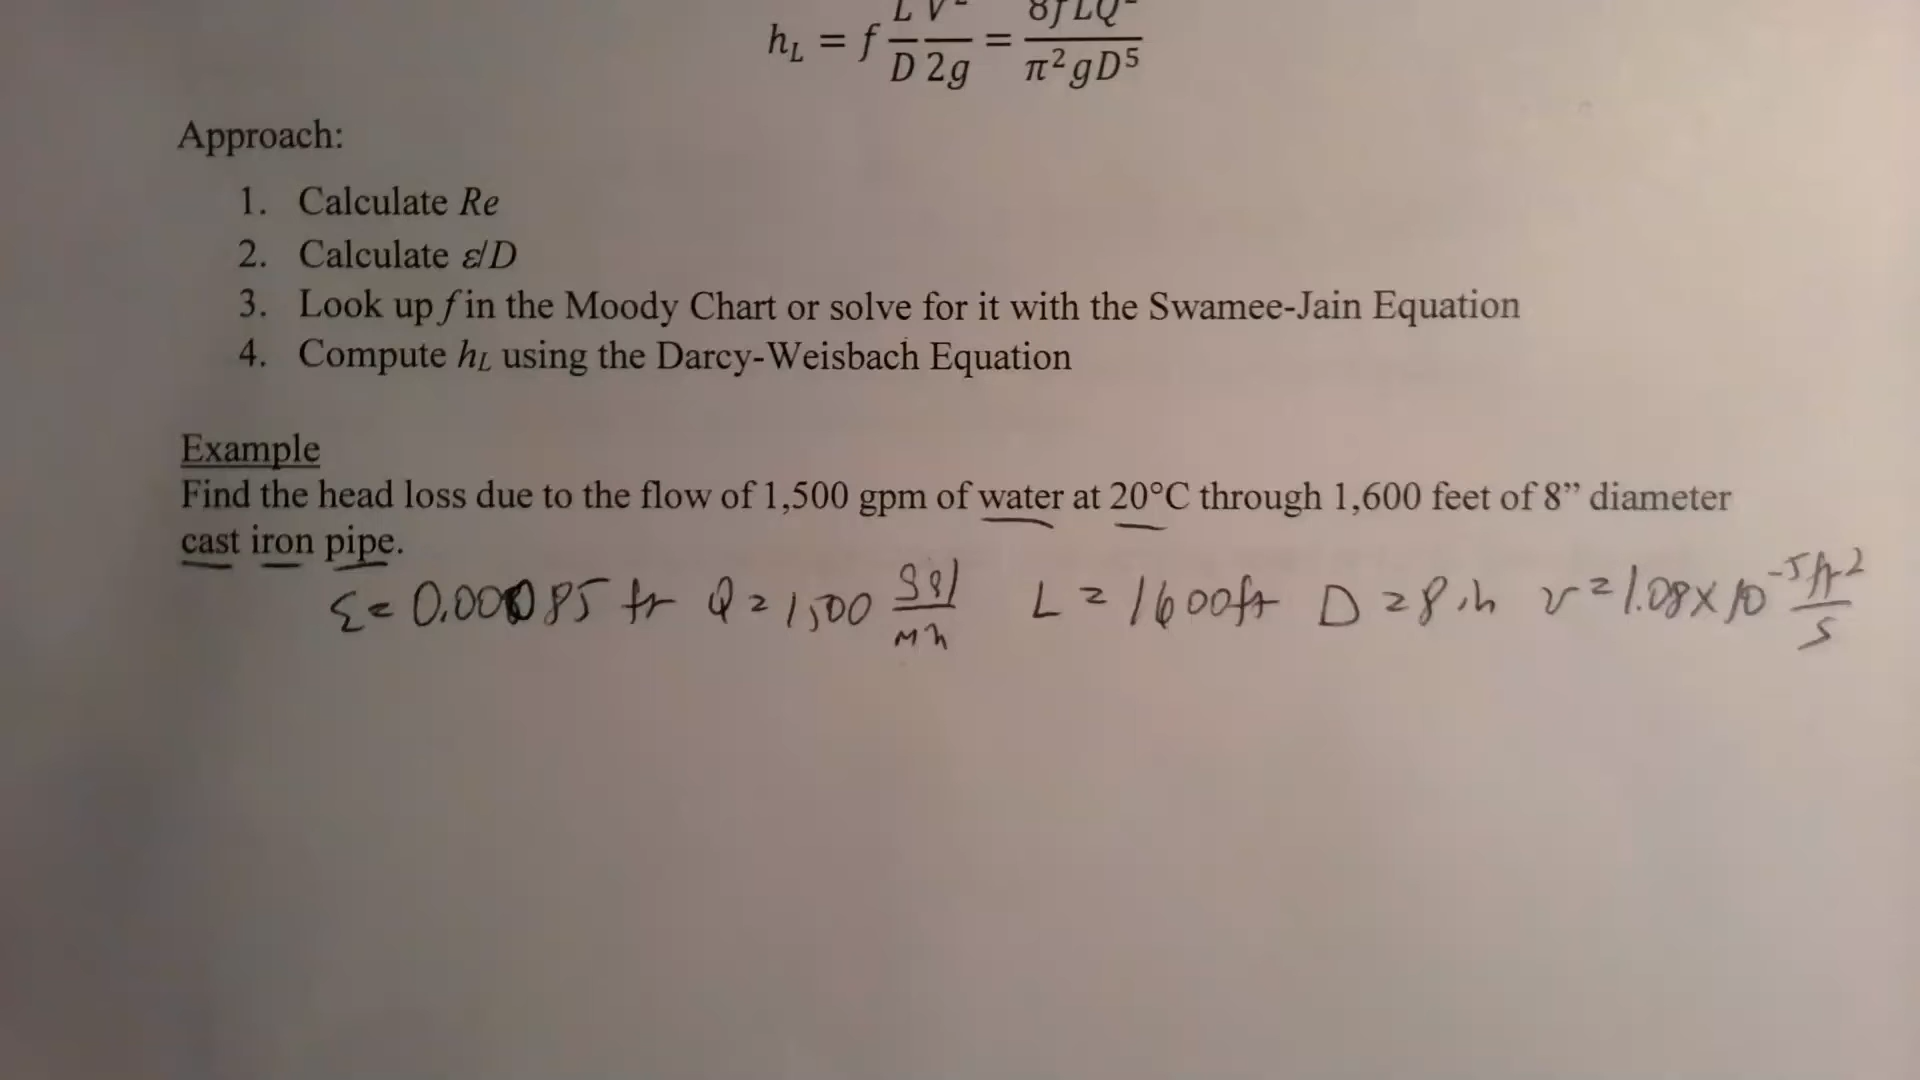 h_L = f L/D V²/2g = 8fLQ²/π²gD⁵
Approach:
1. Calculate Re
2. Calculate ε/D
3. Look up f in the Moody Chart or solve for it with the Swamee-Jain Equation
4. Compute h_L using the Darcy-Weisbach Equation
Example
Find the head loss due to the flow of 1,500 gpm of water at 20°C through 1,600 feet of 8” diameter
cast iron pipe.
ε = 0.00085 ft Q = 1,500 gal/min L = 1600ft D = 8 in ν = 1.08 x 10⁻⁵ ft²/s